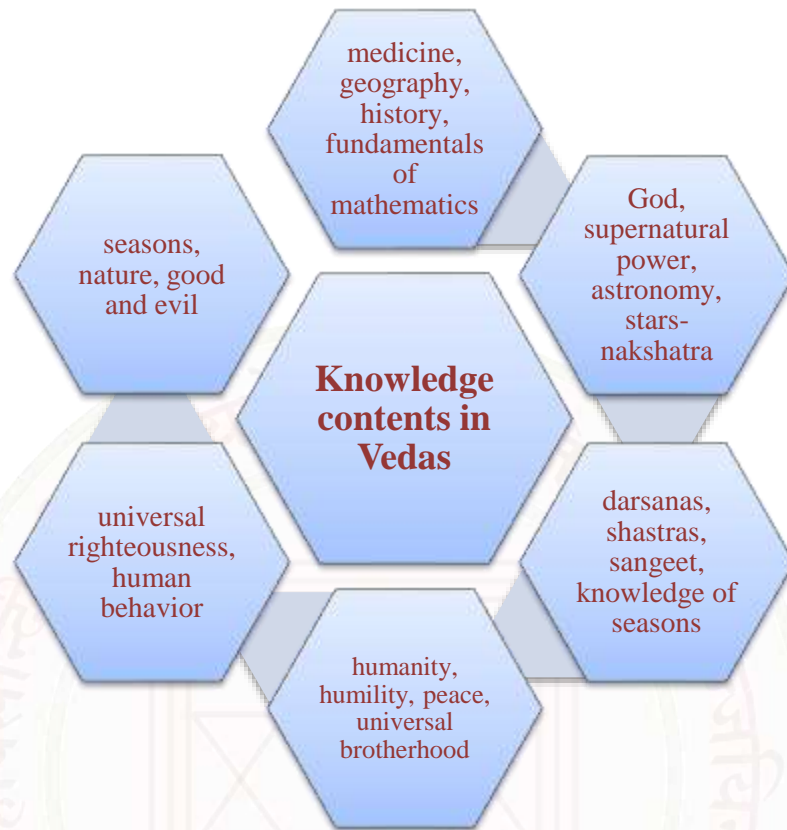 medicine,
geography,
history,
fundamentals
of
mathematics
God,
supernatural
power,
astronomy,
stars-
nakshatra
seasons,
nature, good
and evil
Knowledge
contents in
Vedas
universal
righteousness,
human
behavior
darsanas,
shastras,
sangeet,
knowledge of
seasons
humanity,
humility, peace,
universal
brotherhood